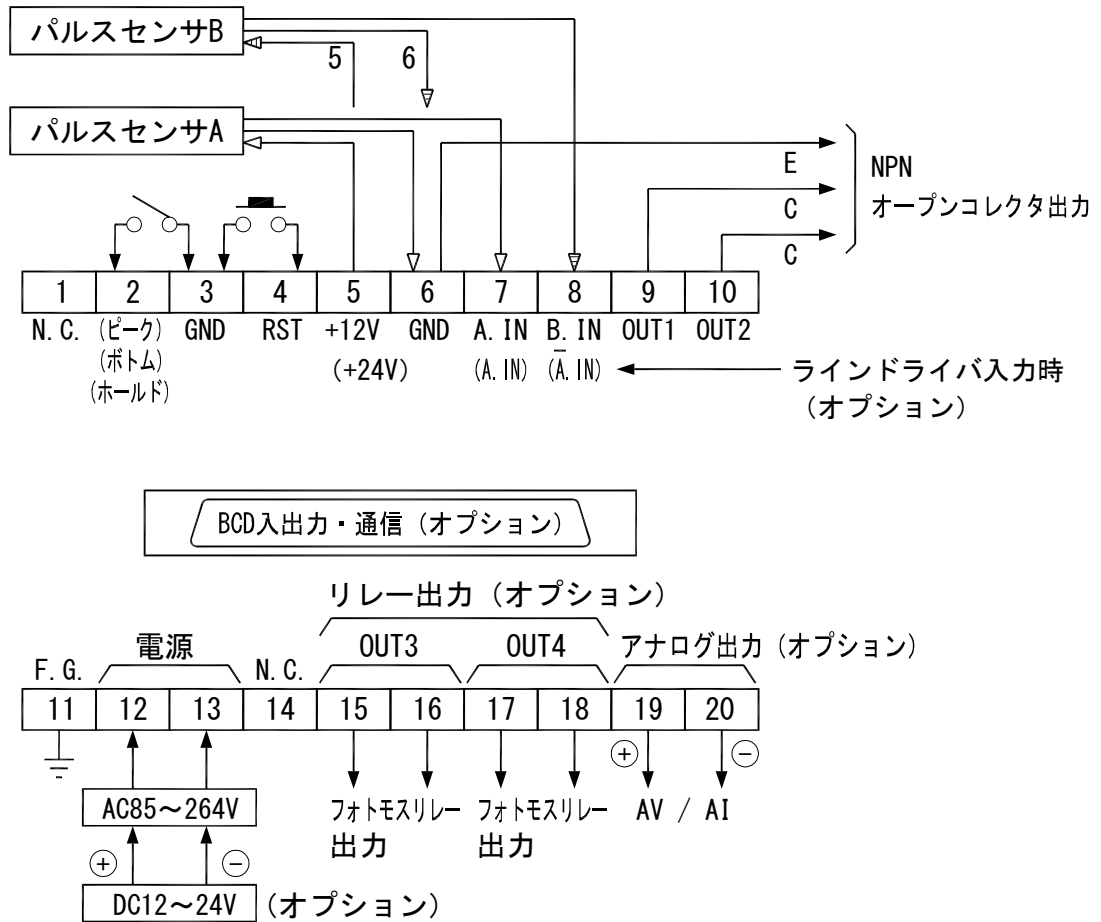 パルスセンサB
5 6
パルスセンサA
E
C
C
NPN
オープンコレクタ出力
1 2 3 4 5 6 7 8 9 10
N.C. (ピーク) GND RST +12V GND A.IN B.IN OUT1 OUT2
(ボトム) (+24V) (A.IN) (A̅.IN)
(ホールド)
ラインドライバ入力時
(オプション)
BCD入出力・通信(オプション)
リレー出力(オプション)
電源 OUT3 OUT4 アナログ出力(オプション)
F.G. N.C.
11 12 13 14 15 16 17 18 19 20
+ −
AC85～264V
フォトモスリレー フォトモスリレー AV / AI
出力 出力
+ −
DC12～24V (オプション)